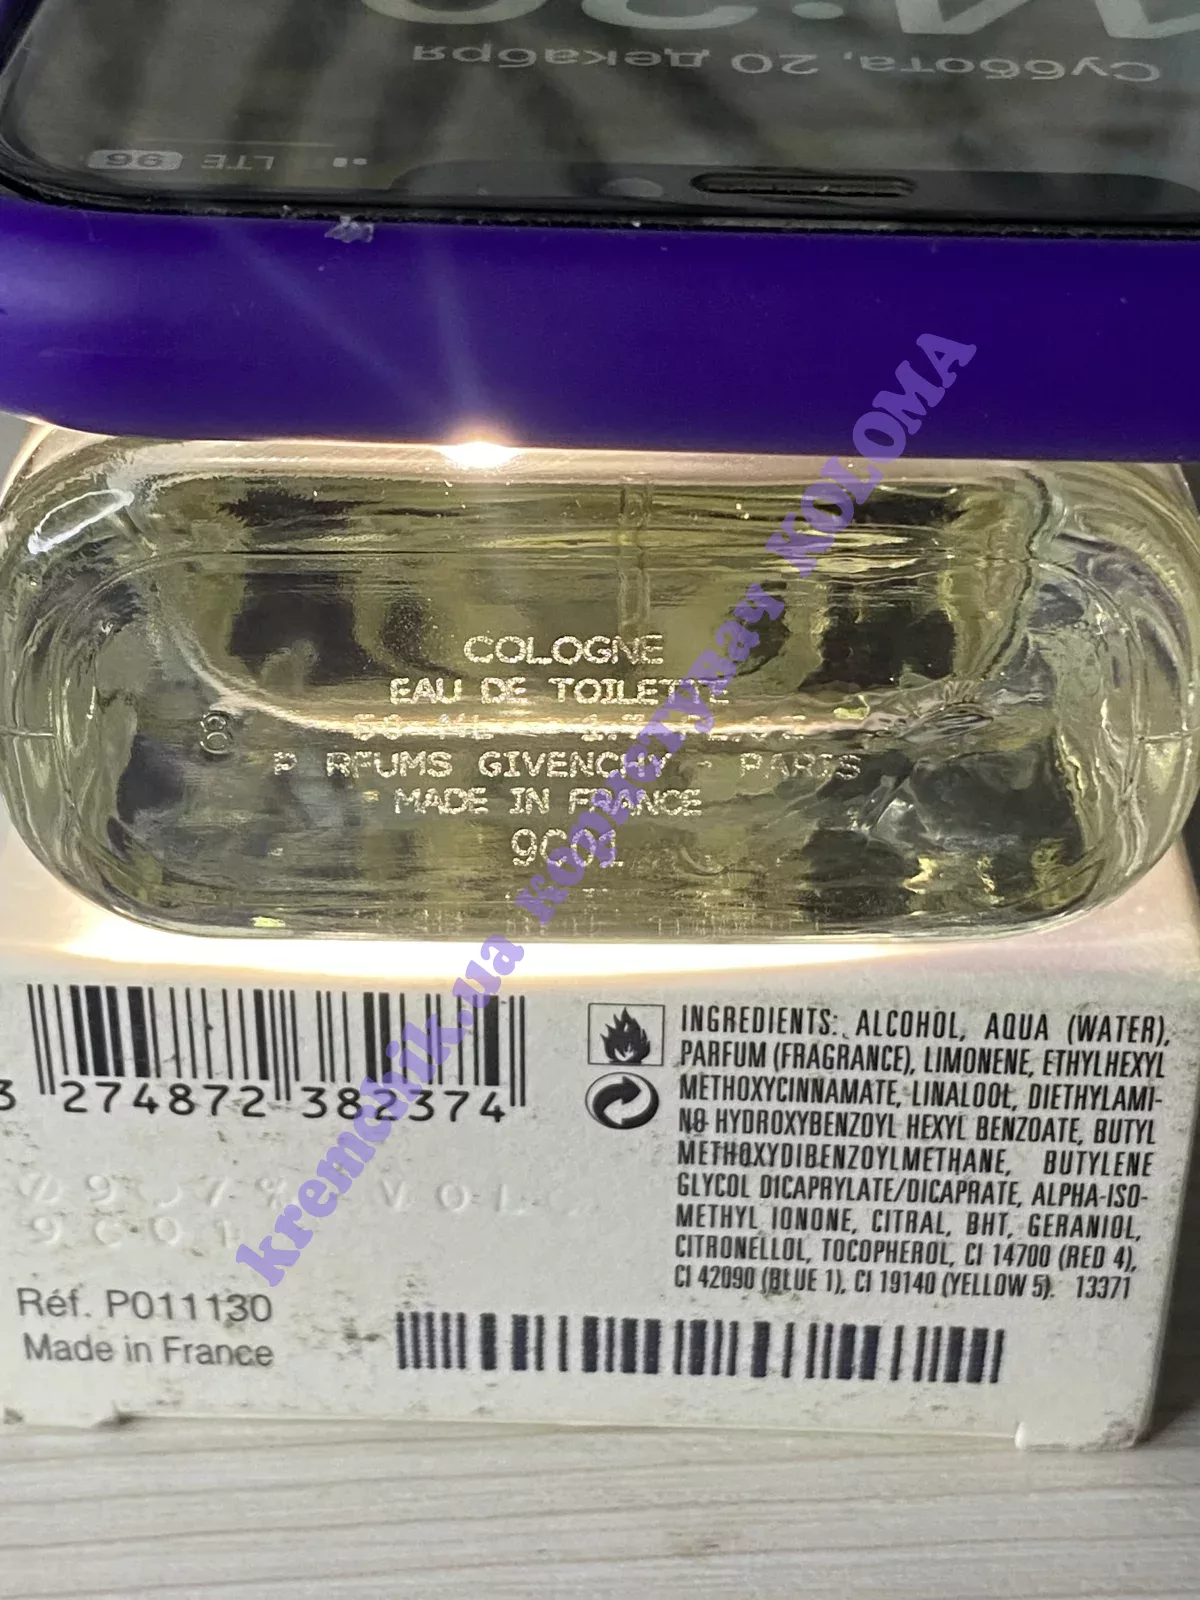 Суббота, 20 декабря
LTE 96
COLOGNE
EAU DE TOILETTE
P RFUMS GIVENCHY - PARIS
MADE IN FRANCE
9C01
8
kremchik.ua користувач KOLOMA
3 274872 382374
INGREDIENTS: ALCOHOL, AQUA (WATER),
PARFUM (FRAGRANCE), LIMONENE, ETHYLHEXYL
METHOXYCINNAMATE, LINALOOL, DIETHYLAMI-
NO HYDROXYBENZOYL HEXYL BENZOATE, BUTYL
METHOXYDIBENZOYLMETHANE, BUTYLENE
GLYCOL DICAPRYLATE/DICAPRATE, ALPHA-ISO-
METHYL IONONE, CITRAL, BHT, GERANIOL,
CITRONELLOL, TOCOPHEROL, CI 14700 (RED 4),
CI 42090 (BLUE 1), CI 19140 (YELLOW 5). 13371
9C01
Réf. P011130
Made in France